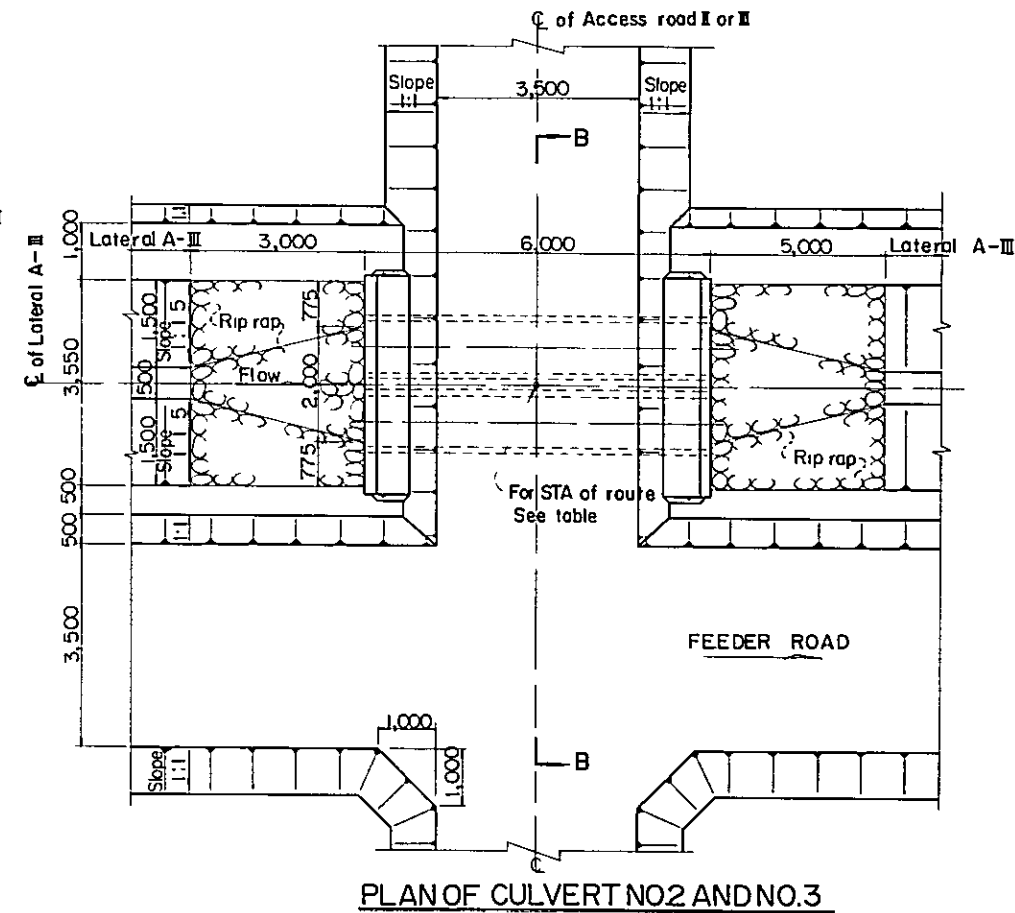 ℄ of Access road Ⅱ or Ⅲ
Slope
1:1
3,500
Slope
1:1
B
1:1
1,000
Lateral A-Ⅲ
3,000
6,000
5,000
Lateral A-Ⅲ
℄ of Lateral A-Ⅲ
3,550
1,500
Slope
1:1.5
Rip rap
775
Flow
500
2,000
1,500
Slope
1:1.5
775
Rip rap
500
500
1:1
For STA of route
See table
3,500
FEEDER ROAD
1,000
1,000
Slope
1:1
B
℄
PLAN OF CULVERT NO.2 AND NO.3